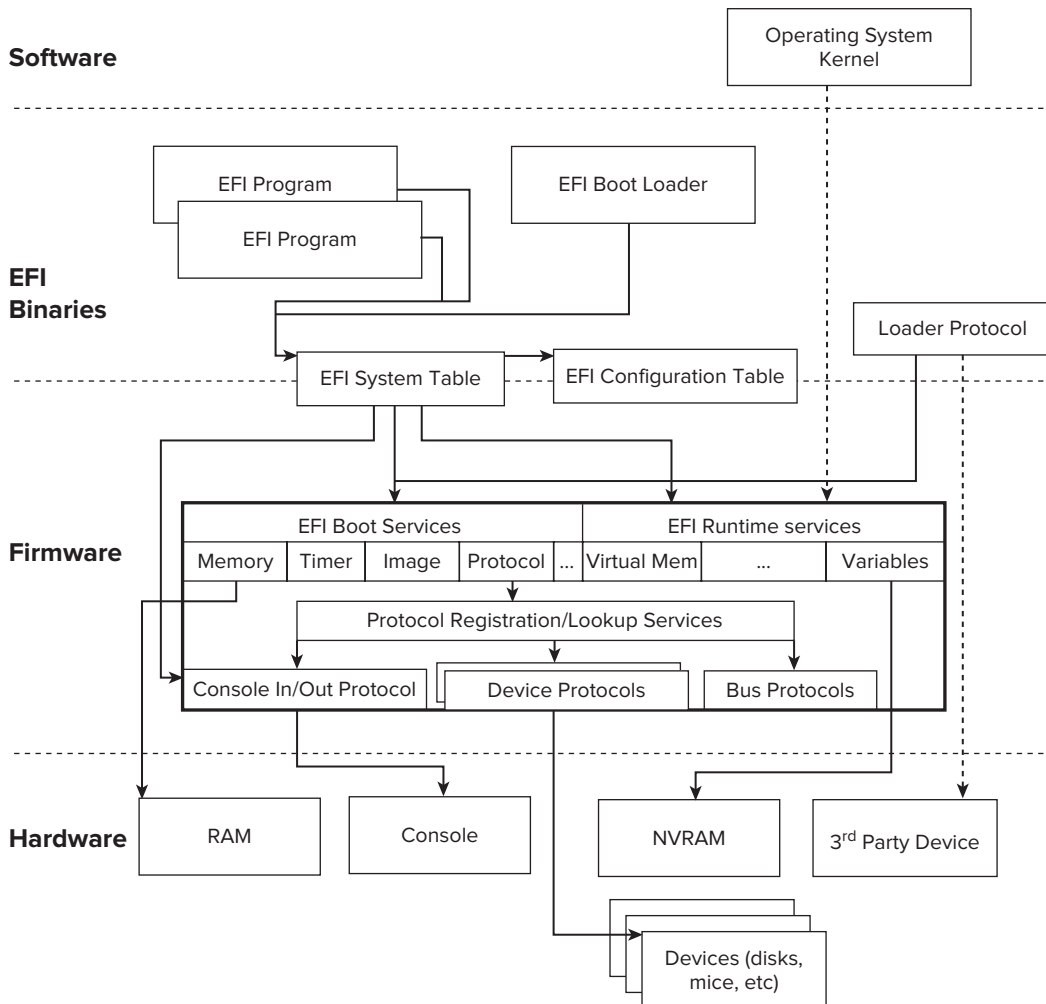 Software
Operating System
Kernel
EFI Program
EFI Program
EFI Boot Loader
EFI
Binaries
Loader Protocol
EFI System Table
EFI Configuration Table
Firmware
EFI Boot Services
EFI Runtime services
Memory
Timer
Image
Protocol
...
Virtual Mem
...
Variables
Protocol Registration/Lookup Services
Console In/Out Protocol
Device Protocols
Bus Protocols
Hardware
RAM
Console
NVRAM
3rd Party Device
Devices (disks,
mice, etc)